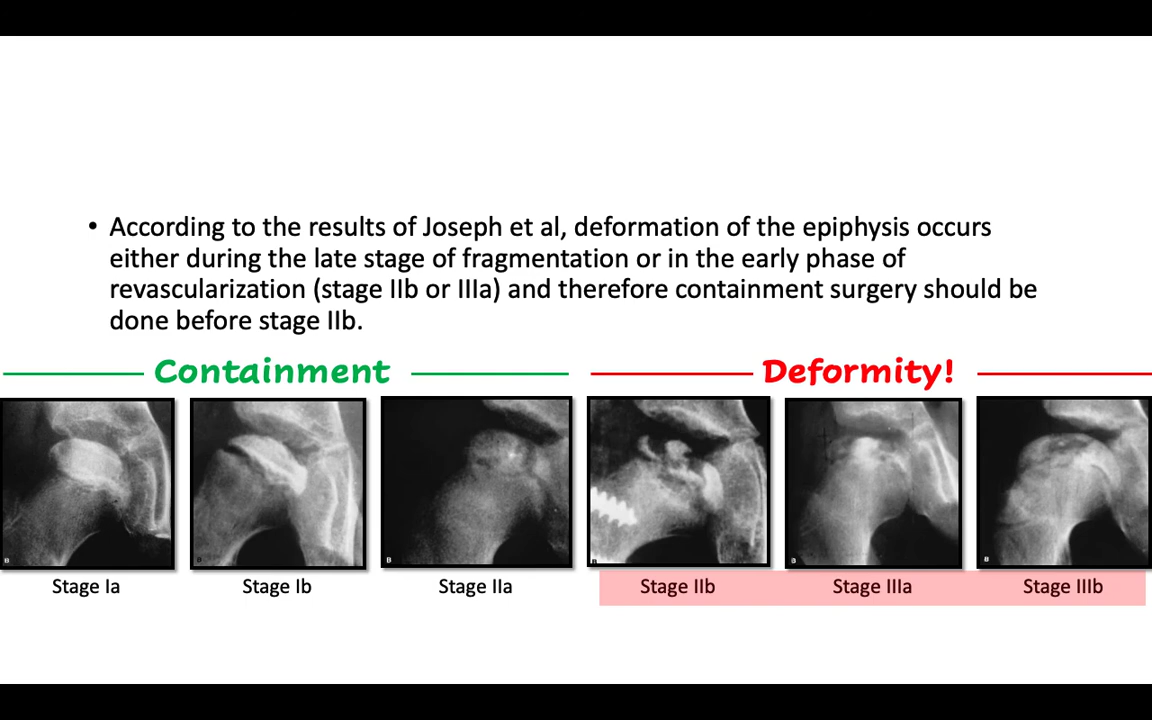 • According to the results of Joseph et al, deformation of the epiphysis occurs
either during the late stage of fragmentation or in the early phase of
revascularization (stage IIb or IIIa) and therefore containment surgery should be
done before stage IIb.
Containment
Deformity!
Stage Ia
Stage Ib
Stage IIa
Stage IIb
Stage IIIa
Stage IIIb